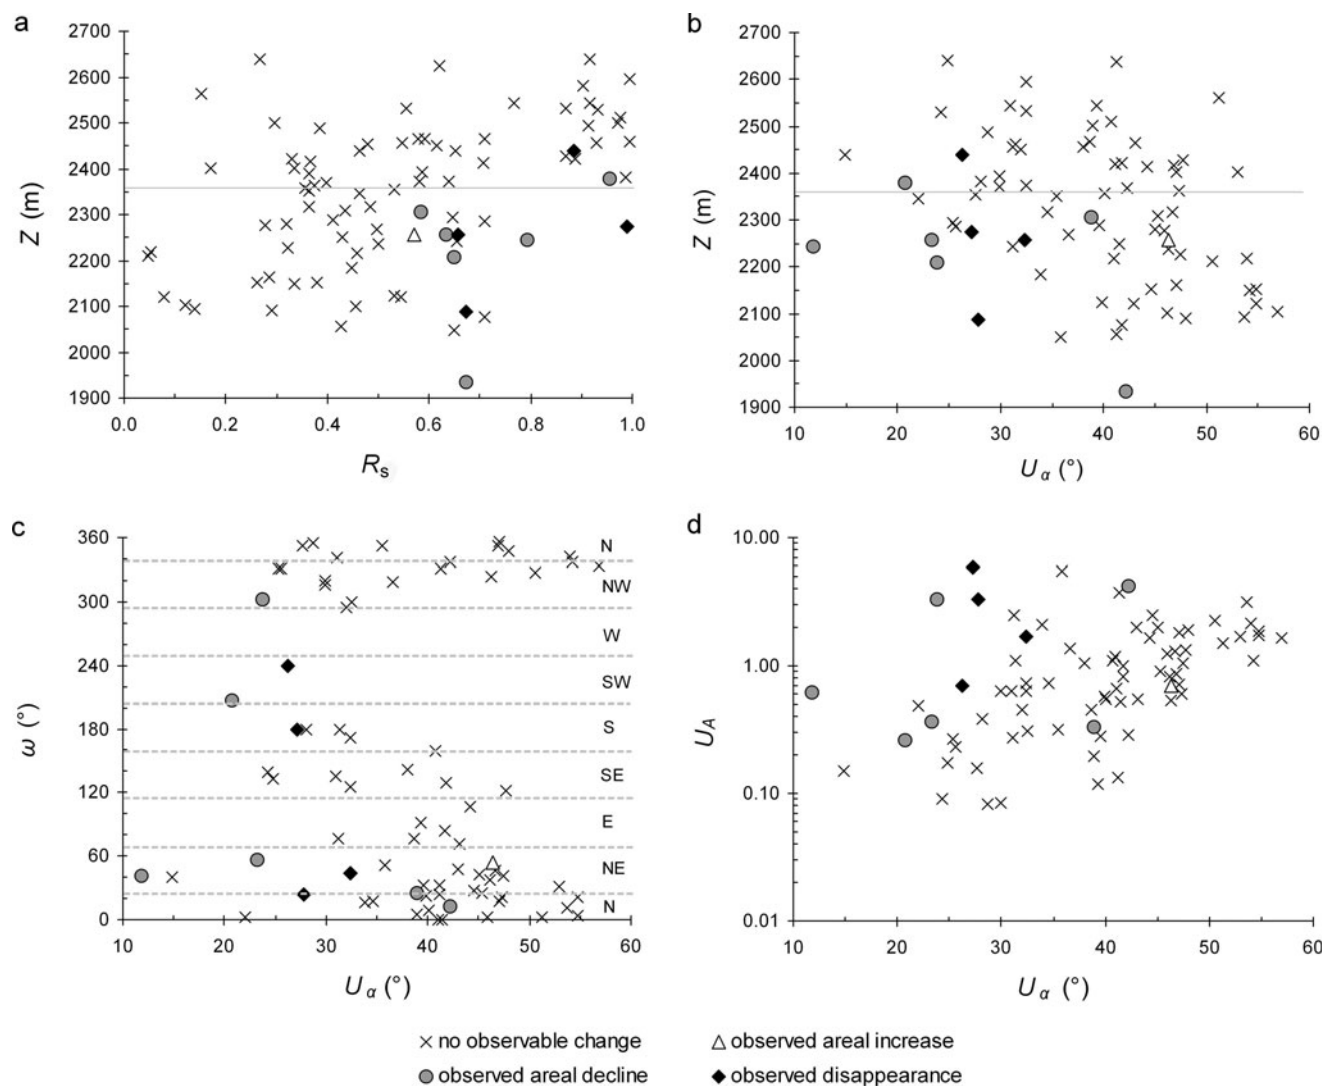 a
2700
2600
2500
2400
2300
2200
2100
2000
1900
Z (m)
0.0 0.2 0.4 0.6 0.8 1.0
Rs
b
2700
2600
2500
2400
2300
2200
2100
2000
1900
Z (m)
10 20 30 40 50 60
U α (°)
c
360
300
240
180
120
60
0
ω (°)
N
NW
W
SW
S
SE
E
NE
N
10 20 30 40 50 60
U α (°)
d
10.00
1.00
0.10
0.01
UA
10 20 30 40 50 60
U α (°)
no observable change
observed areal increase
observed areal decline
observed disappearance